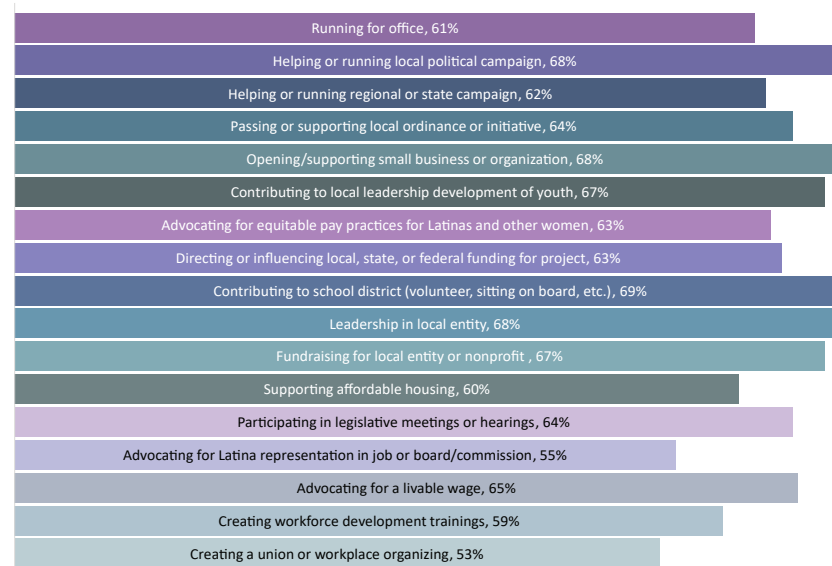 Running for office, 61%
Helping or running local political campaign, 68%
Helping or running regional or state campaign, 62%
Passing or supporting local ordinance or initiative, 64%
Opening/supporting small business or organization, 68%
Contributing to local leadership development of youth, 67%
Advocating for equitable pay practices for Latinas and other women, 63%
Directing or influencing local, state, or federal funding for project, 63%
Contributing to school district (volunteer, sitting on board, etc.), 69%
Leadership in local entity, 68%
Fundraising for local entity or nonprofit , 67%
Supporting affordable housing, 60%
Participating in legislative meetings or hearings, 64%
Advocating for Latina representation in job or board/commission, 55%
Advocating for a livable wage, 65%
Creating workforce development trainings, 59%
Creating a union or workplace organizing, 53%